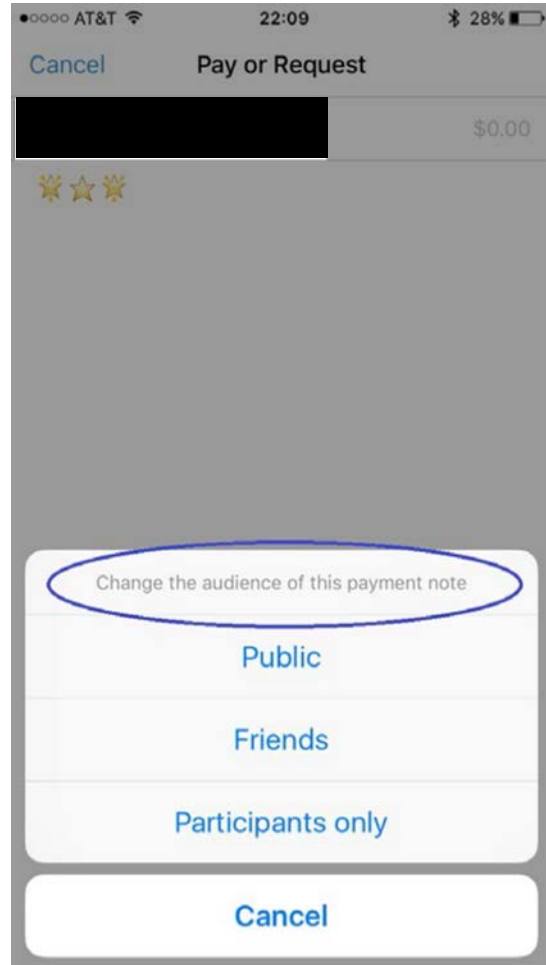 AT&T 22:09 28%
Cancel Pay or Request
$0.00
Change the audience of this payment note
Public
Friends
Participants only
Cancel